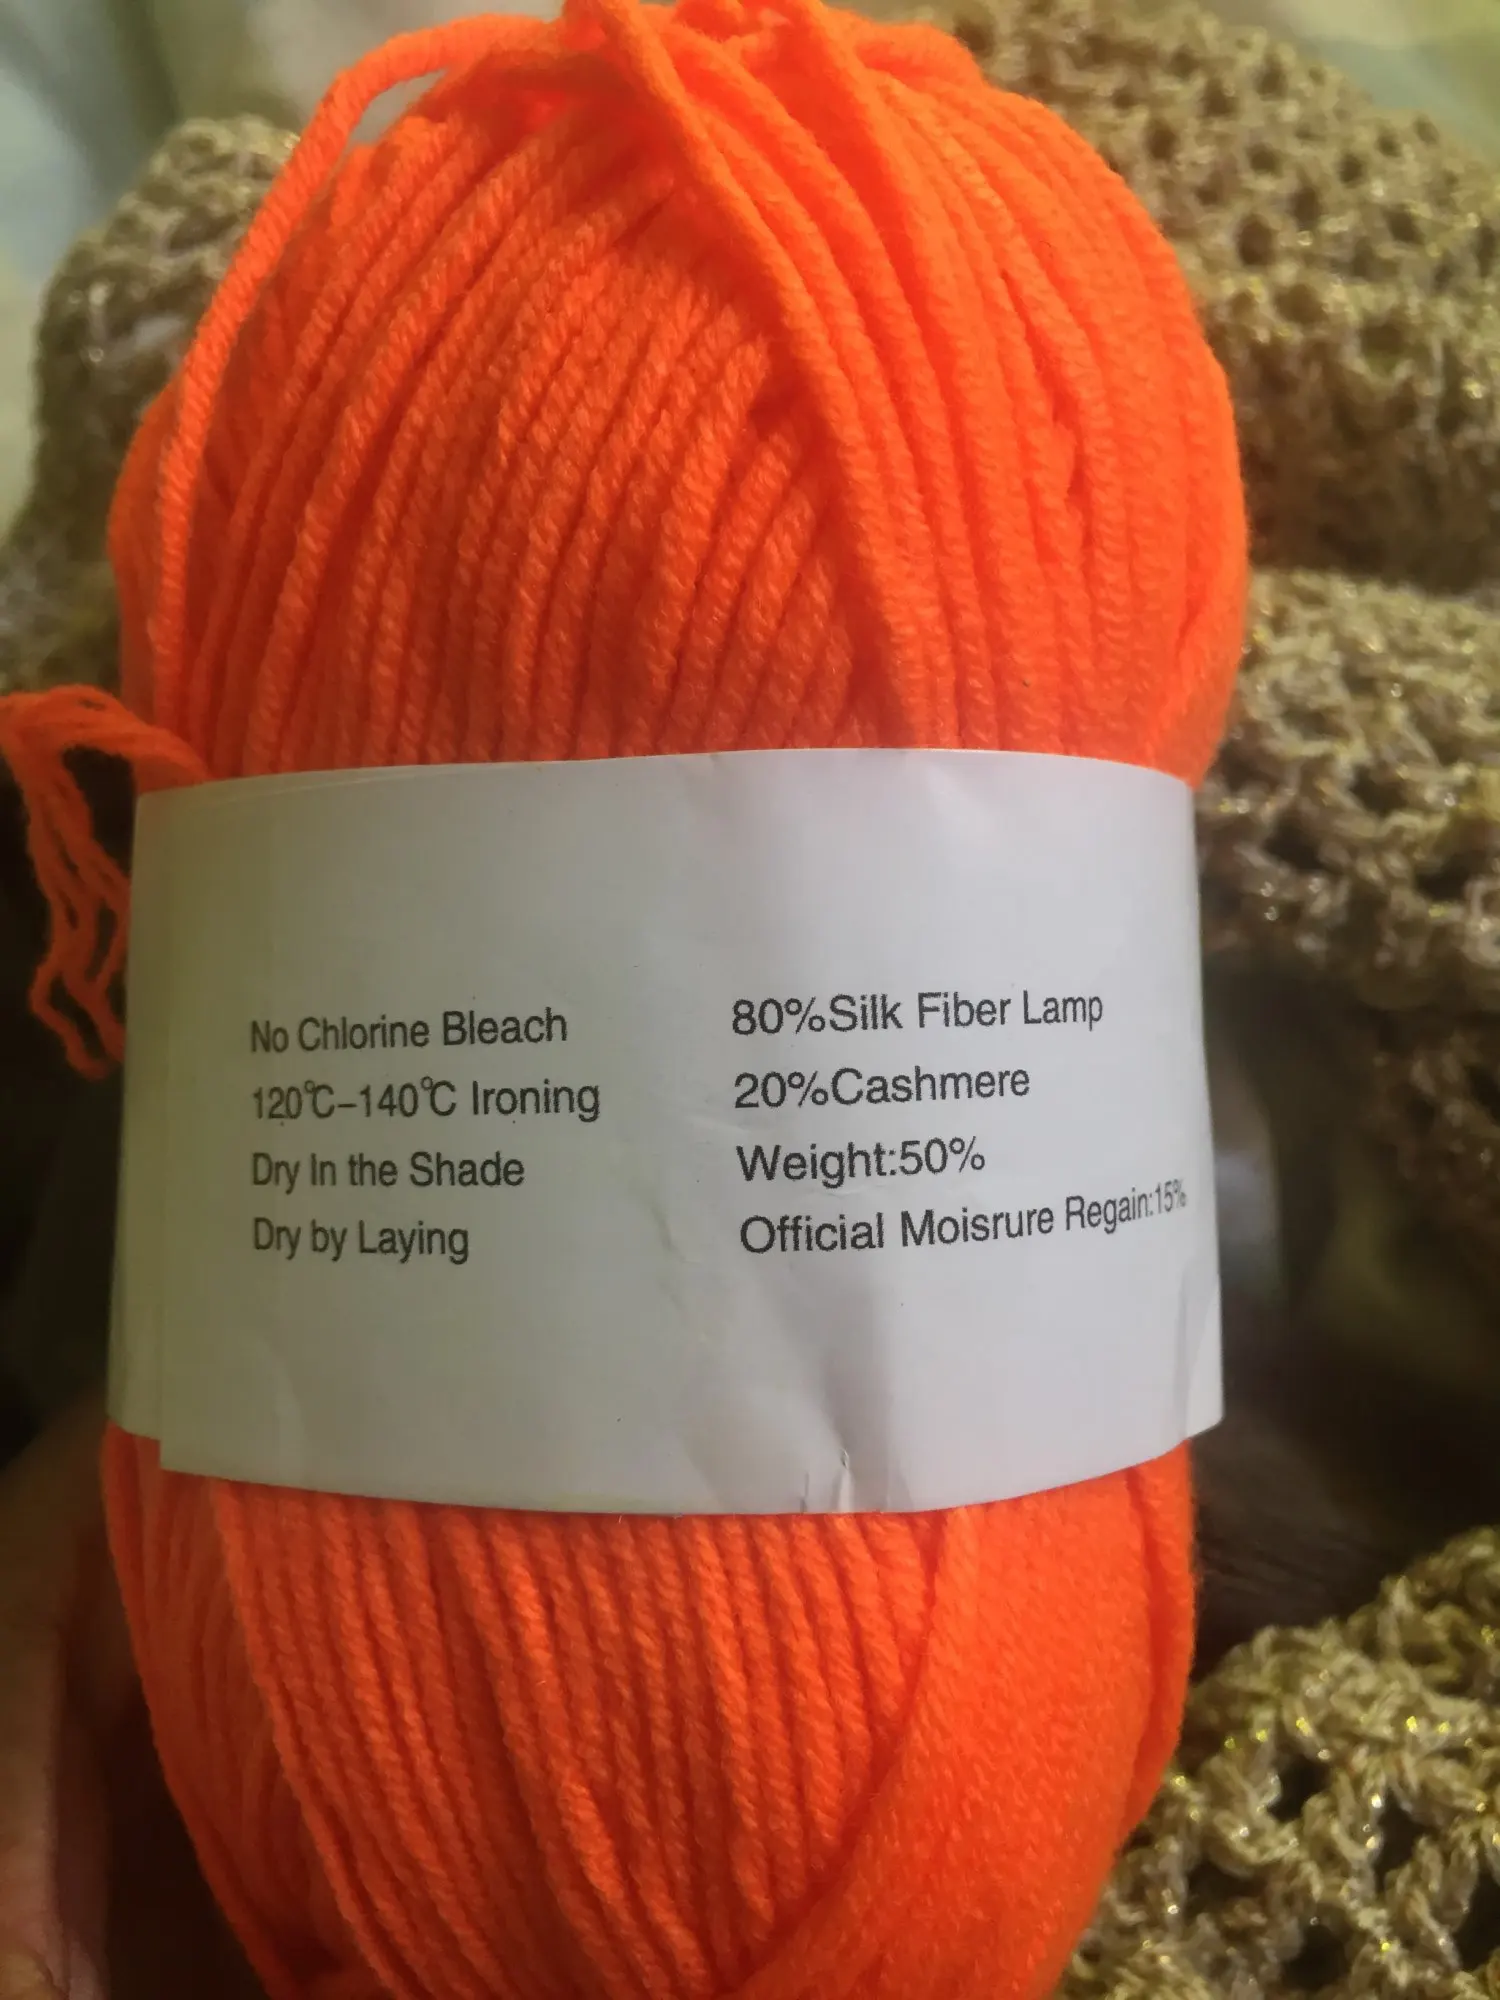 No Chlorine Bleach
120℃-140℃ Ironing
Dry In the Shade
Dry by Laying
80%Silk Fiber Lamp
20%Cashmere
Weight:50%
Official Moisrure Regain:15%